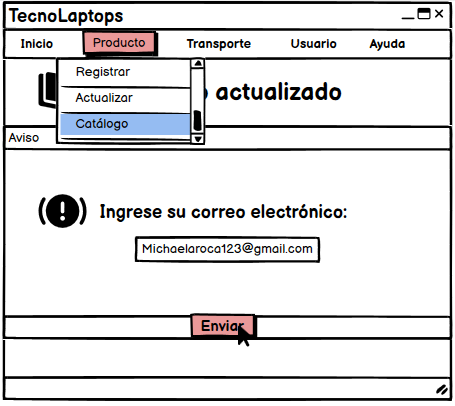 TecnoLaptops
Inicio Producto Transporte Usuario Ayuda
Registrar
Actualizar
actualizado
Catálogo
Aviso
Ingrese su correo electrónico:
Michaelaroca123@gmail.com
Enviar